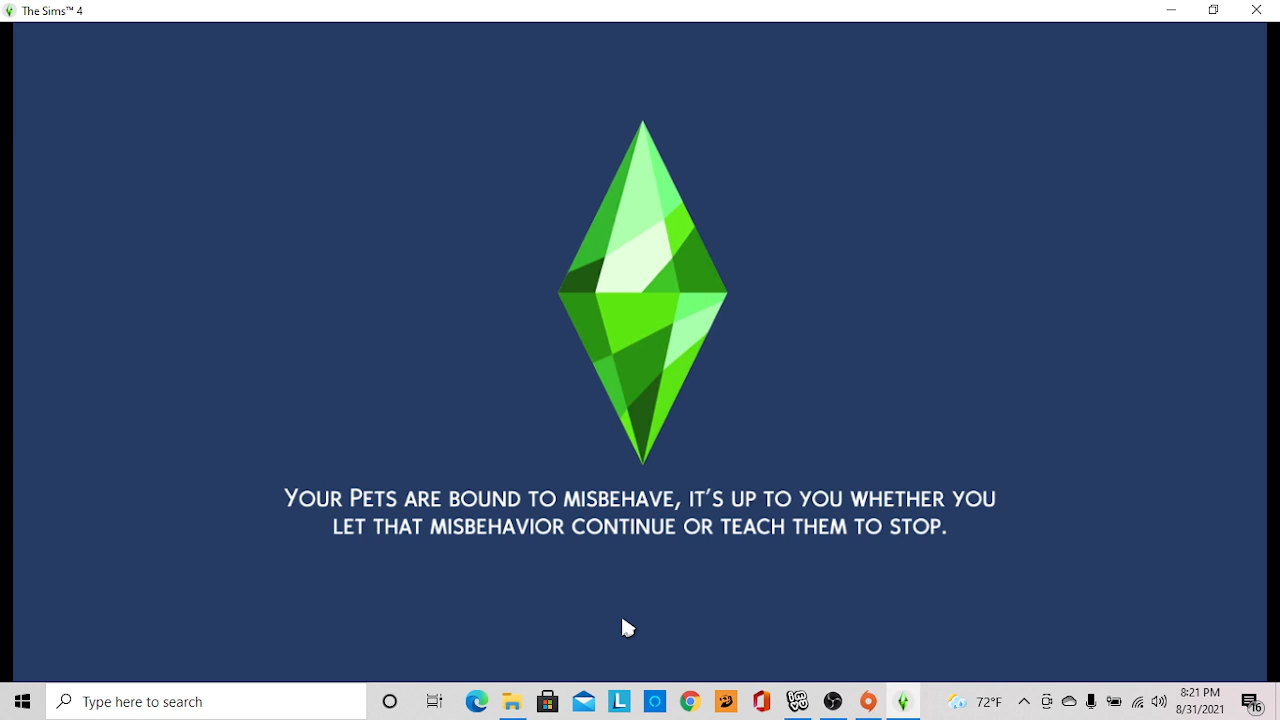 The Sims™ 4
YOUR PETS ARE BOUND TO MISBEHAVE, IT'S UP TO YOU WHETHER YOU
LET THAT MISBEHAVIOR CONTINUE OR TEACH THEM TO STOP.
Type here to search
L
72°F
8:21 PM
8/31/2021
16